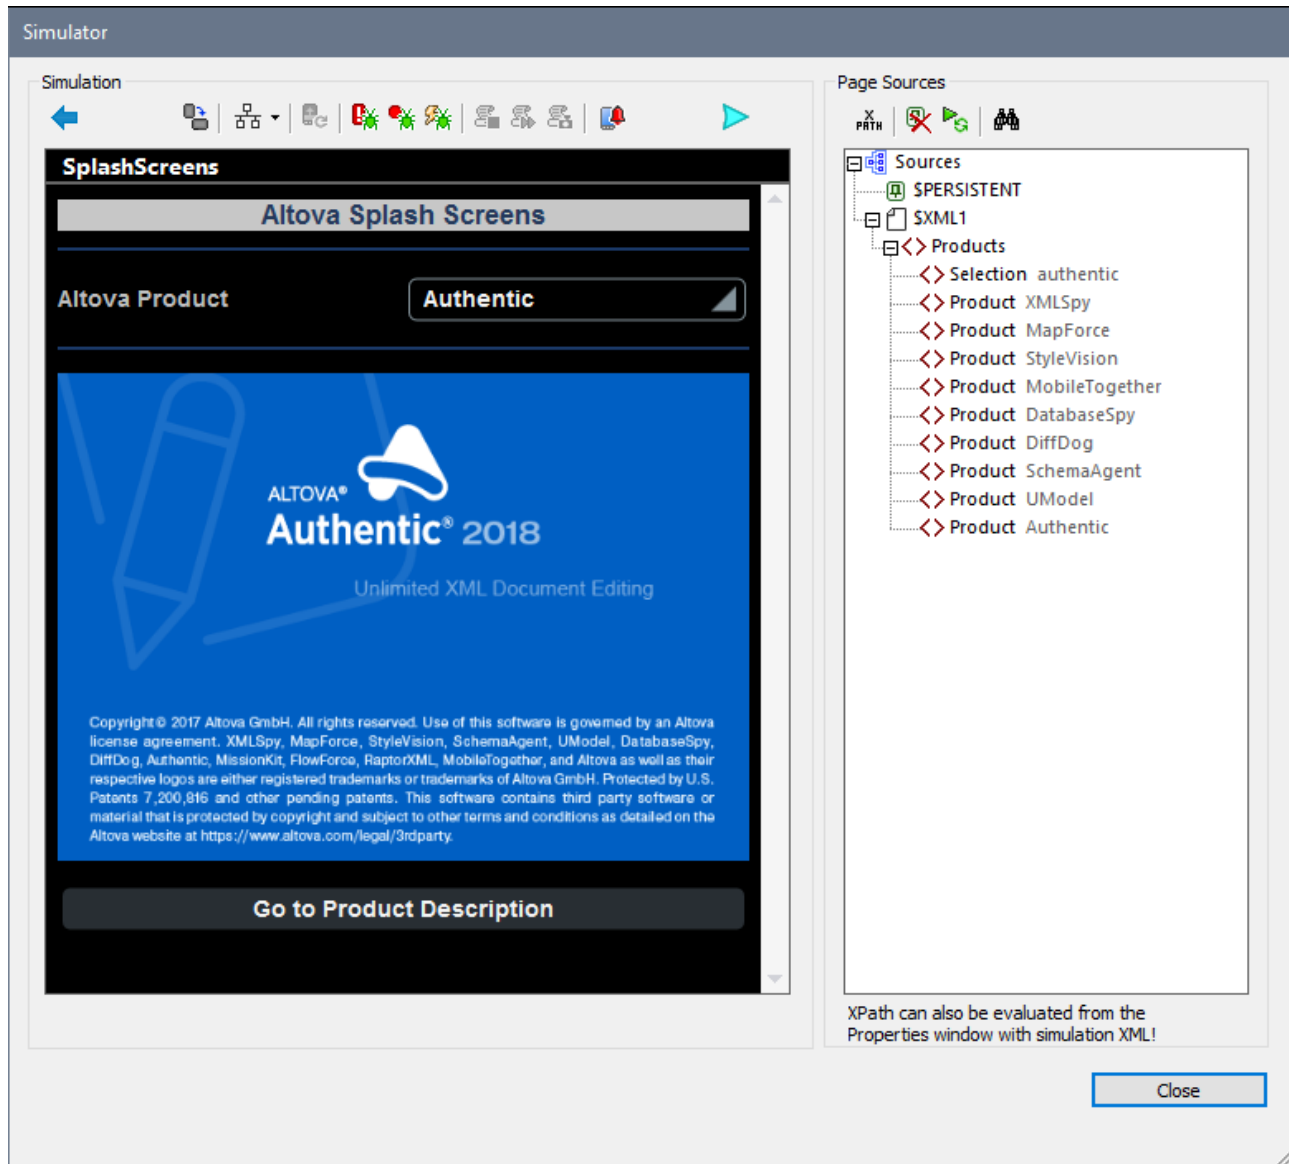 Simulator
Simulation
SplashScreens
Altova Splash Screens
Altova Product
Authentic
ALTOVA®
Authentic® 2018
Unlimited XML Document Editing
Copyright© 2017 Altova GmbH. All rights reserved. Use of this software is governed by an Altova
license agreement. XMLSpy, MapForce, StyleVision, SchemaAgent, UModel, DatabaseSpy,
DiffDog, Authentic, MissionKit, FlowForce, RaptorXML, MobileTogether, and Altova as well as their
respective logos are either registered trademarks or trademarks of Altova GmbH. Protected by U.S.
Patents 7,200,816 and other pending patents. This software contains third party software or
material that is protected by copyright and subject to other terms and conditions as detailed on the
Altova website at https://www.altova.com/legal/3rdparty.
Go to Product Description
Page Sources
X
PATH
Sources
$PERSISTENT
$XML1
Products
Selection authentic
Product XMLSpy
Product MapForce
Product StyleVision
Product MobileTogether
Product DatabaseSpy
Product DiffDog
Product SchemaAgent
Product UModel
Product Authentic
XPath can also be evaluated from the
Properties window with simulation XML!
Close